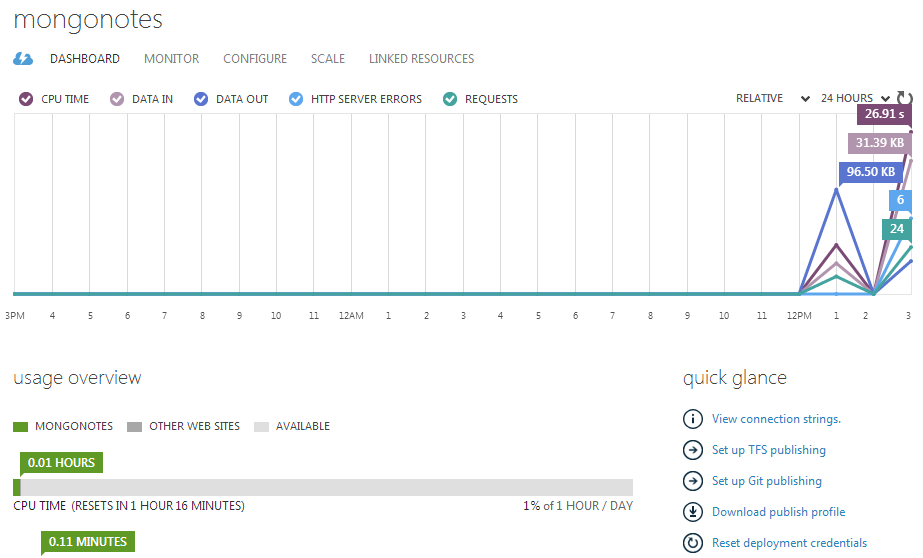 mongonotes
DASHBOARD MONITOR CONFIGURE SCALE LINKED RESOURCES
CPU TIME DATA IN DATA OUT HTTP SERVER ERRORS REQUESTS RELATIVE 24 HOURS
26.91 s
31.39 KB
96.50 KB
6
24
3PM 4 5 6 7 8 9 10 11 12AM 1 2 3 4 5 6 7 8 9 10 11 12PM 1 2 3
usage overview
MONGONOTES OTHER WEB SITES AVAILABLE
0.01 HOURS
CPU TIME (RESETS IN 1 HOUR 16 MINUTES) 1% of 1 HOUR / DAY
0.11 MINUTES
quick glance
View connection strings.
Set up TFS publishing
Set up Git publishing
Download publish profile
Reset deployment credentials